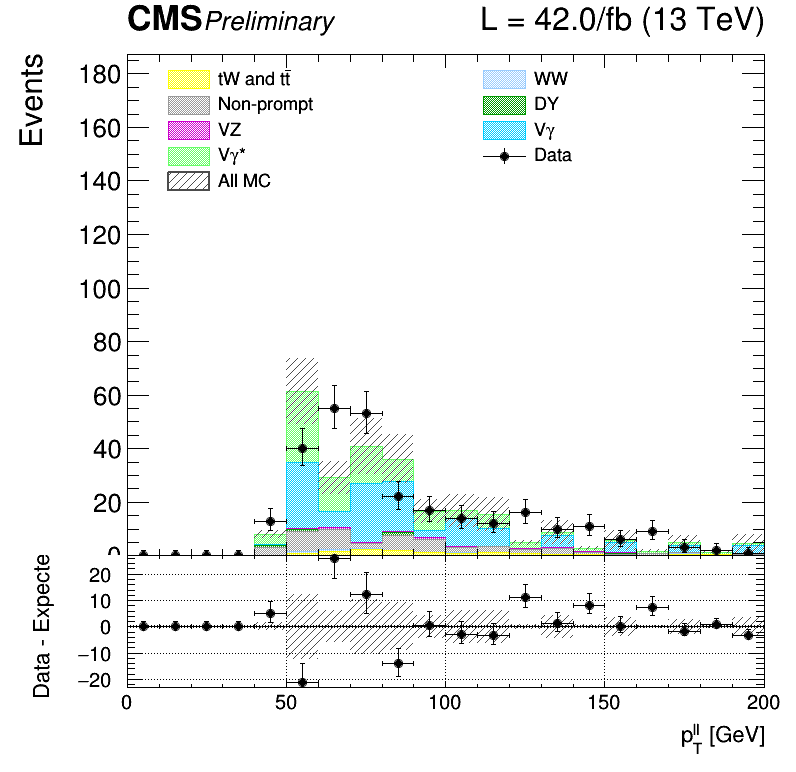 CMS Preliminary L = 42.0/fb (13 TeV)
Events
180
160
140
120
100
80
60
40
20
0
tW and tt̄
Non-prompt
VZ
Vγ*
All MC
WW
DY
Vγ
Data
Data - Expecte
20
10
0
−10
−20
0 50 100 150 200
p_T^ll [GeV]